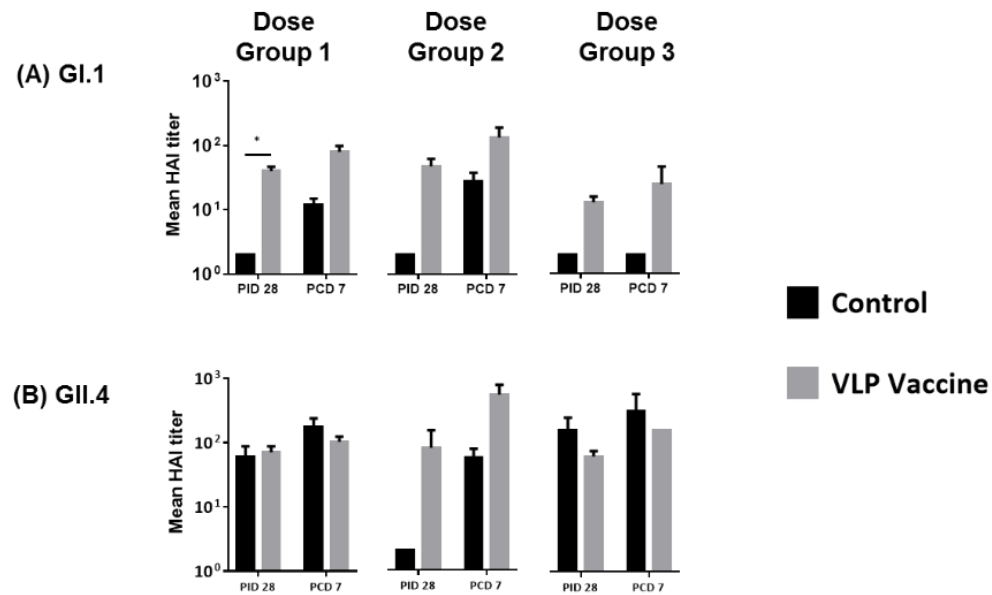 Dose Group 1
Dose Group 2
Dose Group 3
(A) GI.1
Mean HAI titer
10³
10²
10¹
10⁰
*
PID 28 PCD 7
PID 28 PCD 7
PID 28 PCD 7
Control
VLP Vaccine
(B) GII.4
Mean HAI titer
10³
10²
10¹
10⁰
PID 28 PCD 7
PID 28 PCD 7
PID 28 PCD 7